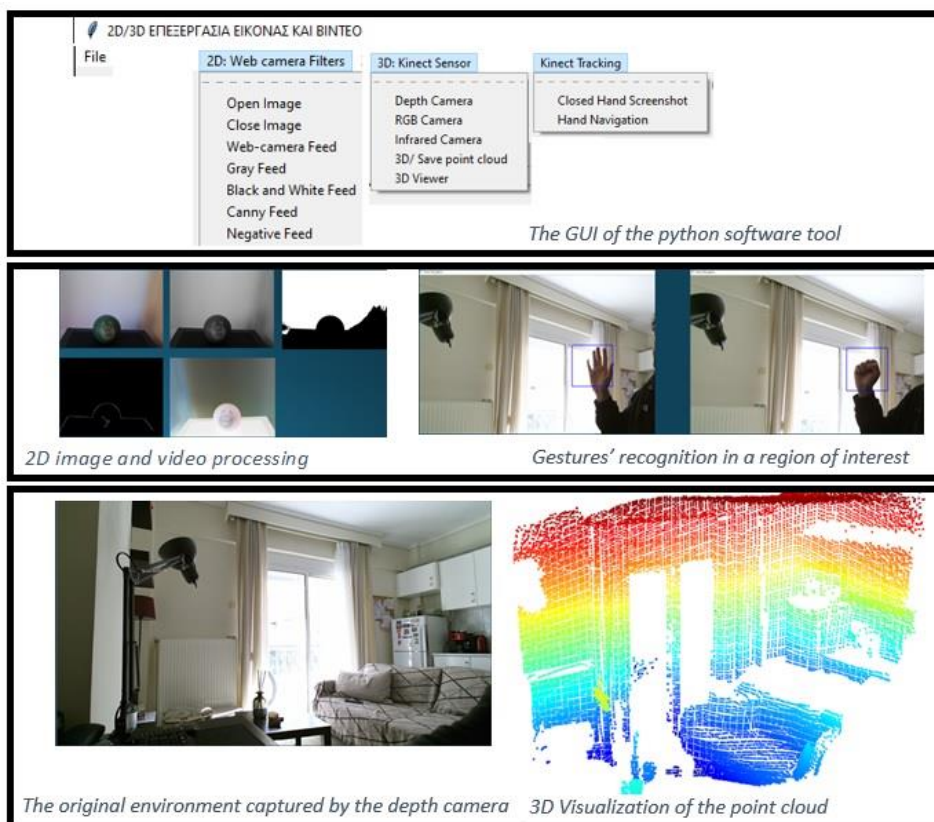 2D/3D ΕΠΕΞΕΡΓΑΣΙΑ ΕΙΚΟΝΑΣ ΚΑΙ ΒΙΝΤΕΟ
File
2D: Web camera Filters
Open Image
Close Image
Web-camera Feed
Gray Feed
Black and White Feed
Canny Feed
Negative Feed
3D: Kinect Sensor
Depth Camera
RGB Camera
Infrared Camera
3D/ Save point cloud
3D Viewer
Kinect Tracking
Closed Hand Screenshot
Hand Navigation
The GUI of the python software tool
2D image and video processing
Gestures' recognition in a region of interest
The original environment captured by the depth camera
3D Visualization of the point cloud